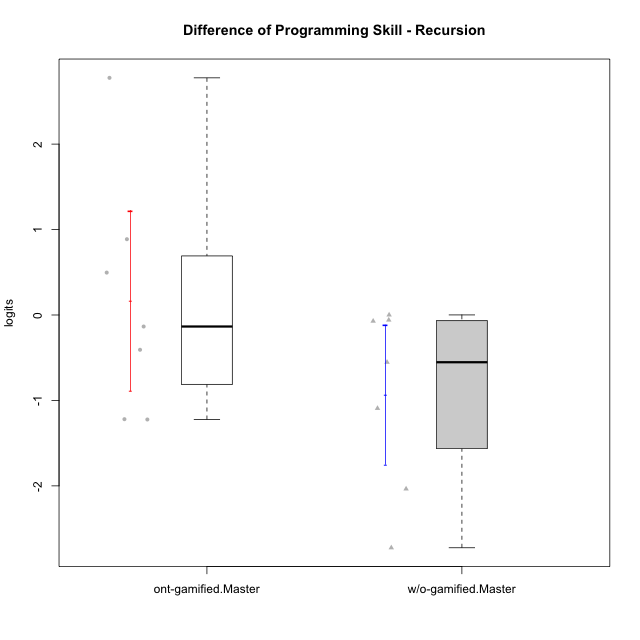 Difference of Programming Skill - Recursion
logits
2
1
0
-1
-2
ont-gamified.Master
w/o-gamified.Master